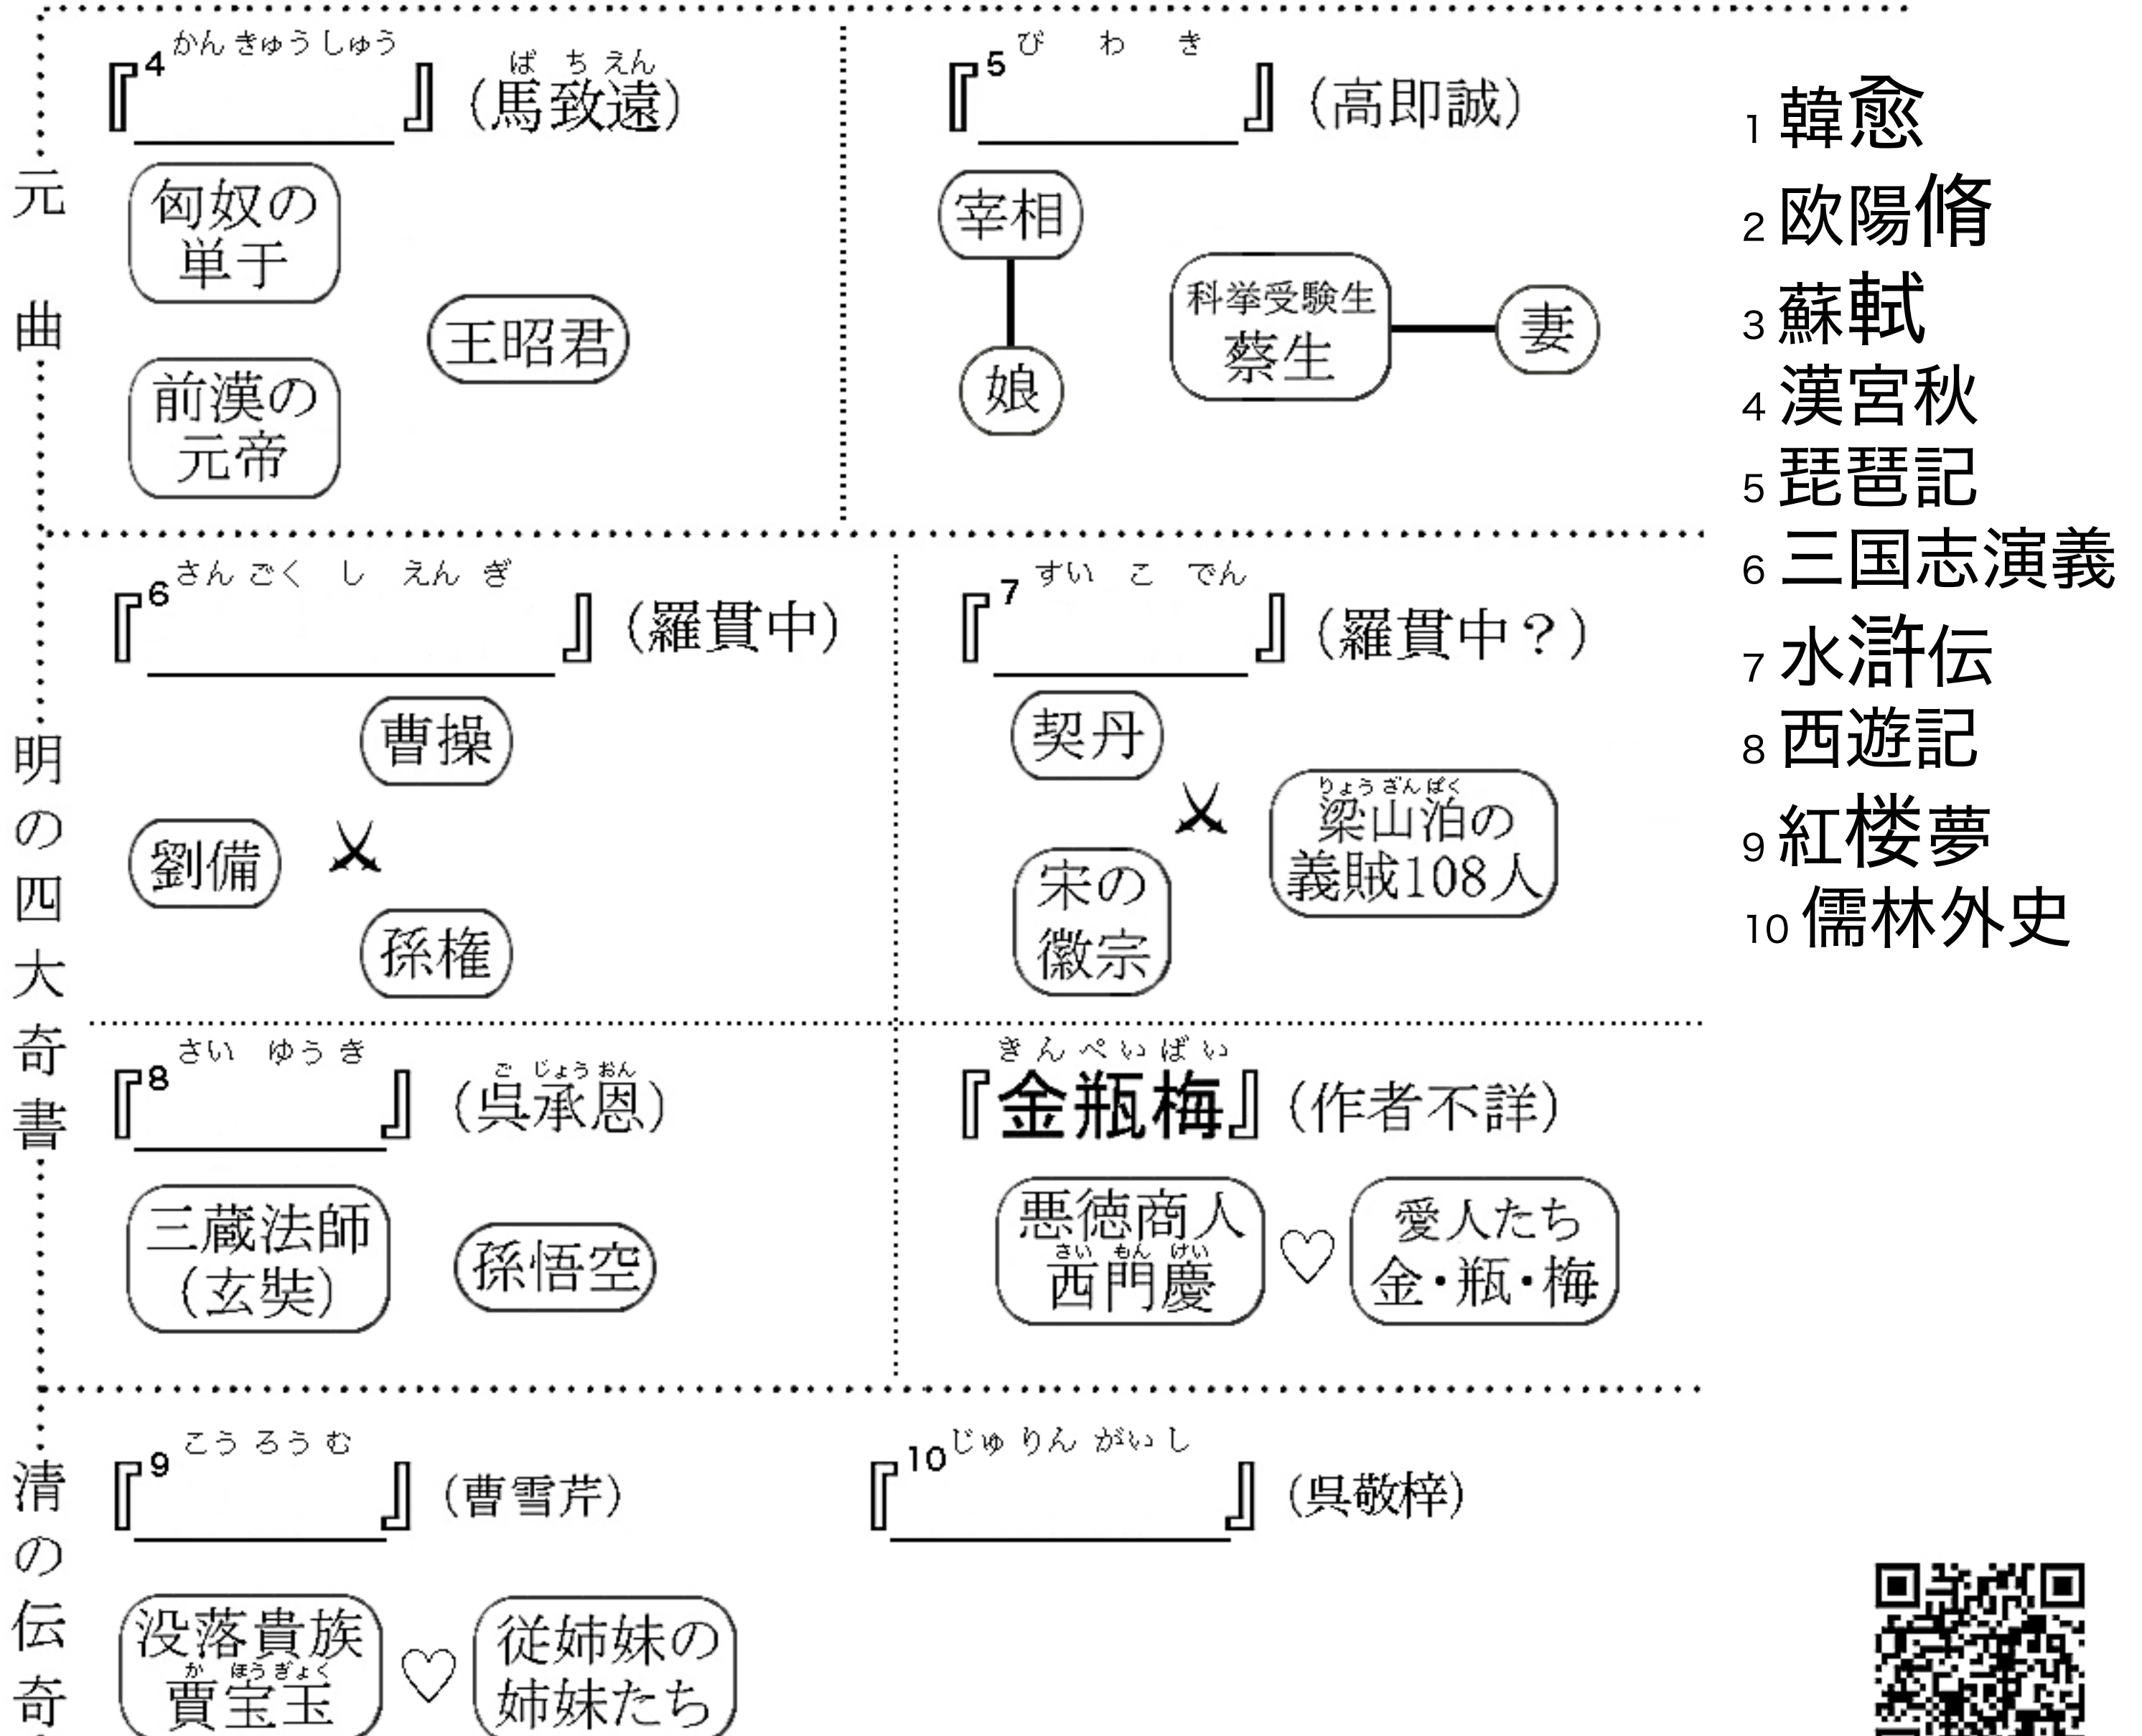 元曲
かんきゅうしゅう
ばちえん
『4　　　』(馬致遠)
匈奴の
単于
王昭君
前漢の
元帝
びわき
『5　　　』(高即誠)
宰相
娘
科挙受験生
蔡生
妻
明の四大奇書
さんごくしえんぎ
『6　　　』(羅貫中)
曹操
劉備
孫権
すいこでん
『7　　　』(羅貫中?)
契丹
宋の
徽宗
りょうざんぱく
梁山泊の
義賊108人
さいゆうき
ごじょうおん
『8　　　』(呉承恩)
三蔵法師
(玄奘)
孫悟空
きんぺいばい
『金瓶梅』(作者不詳)
悪徳商人
さいもんけい
西門慶
愛人たち
金・瓶・梅
清の伝奇
こうろうむ
『9　　　』(曹雪芹)
没落貴族
かほうぎょく
賈宝玉
従姉妹の
姉妹たち
じゅりんがいし
『10　　　』(呉敬梓)
1 韓愈
2 欧陽脩
3 蘇軾
4 漢宮秋
5 琵琶記
6 三国志演義
7 水滸伝
8 西遊記
9 紅楼夢
10 儒林外史